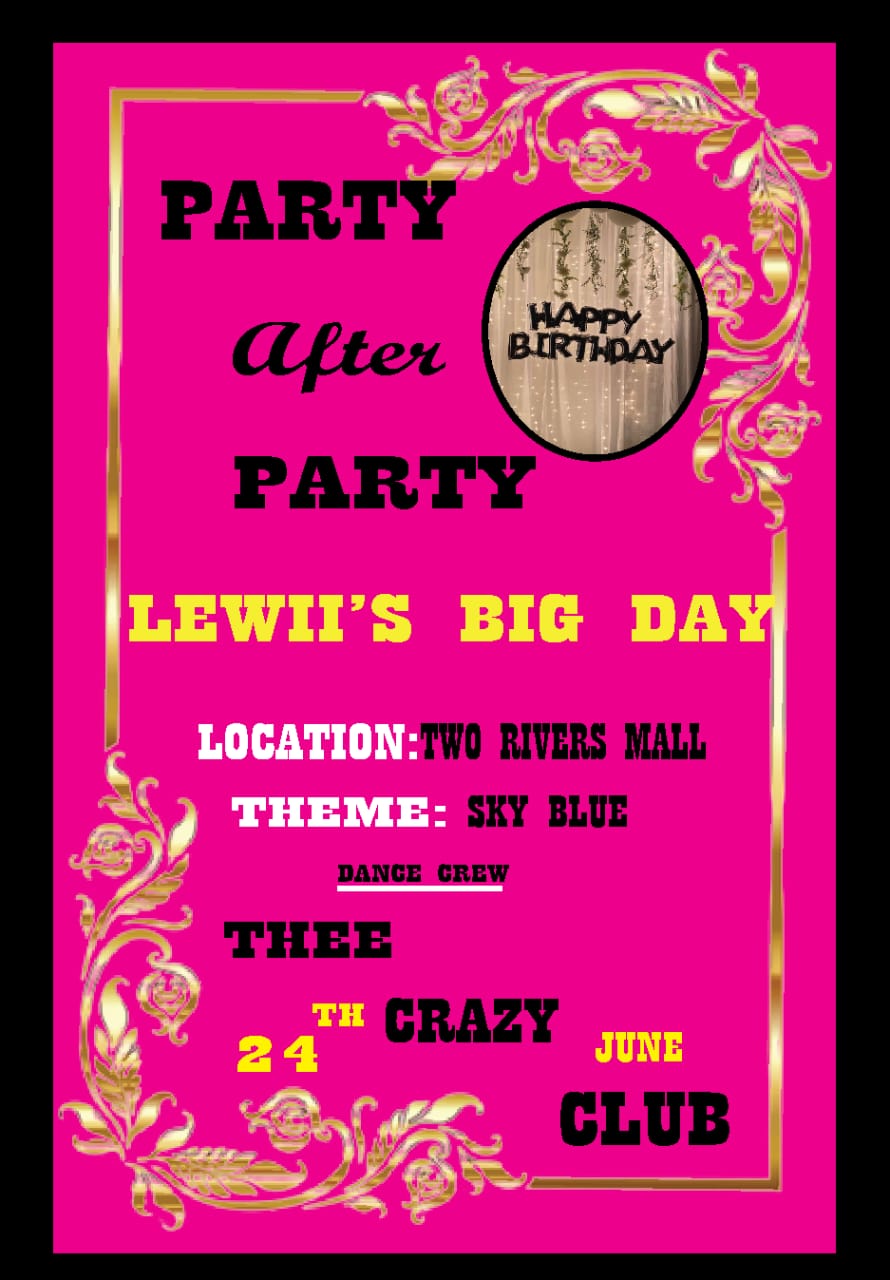 PARTY
After
HAPPY
BIRTHDAY
PARTY
LEWII'S BIG DAY
LOCATION:TWO RIVERS MALL
THEME: SKY BLUE
DANCE CREW
THEE
CRAZY
24TH JUNE
CLUB